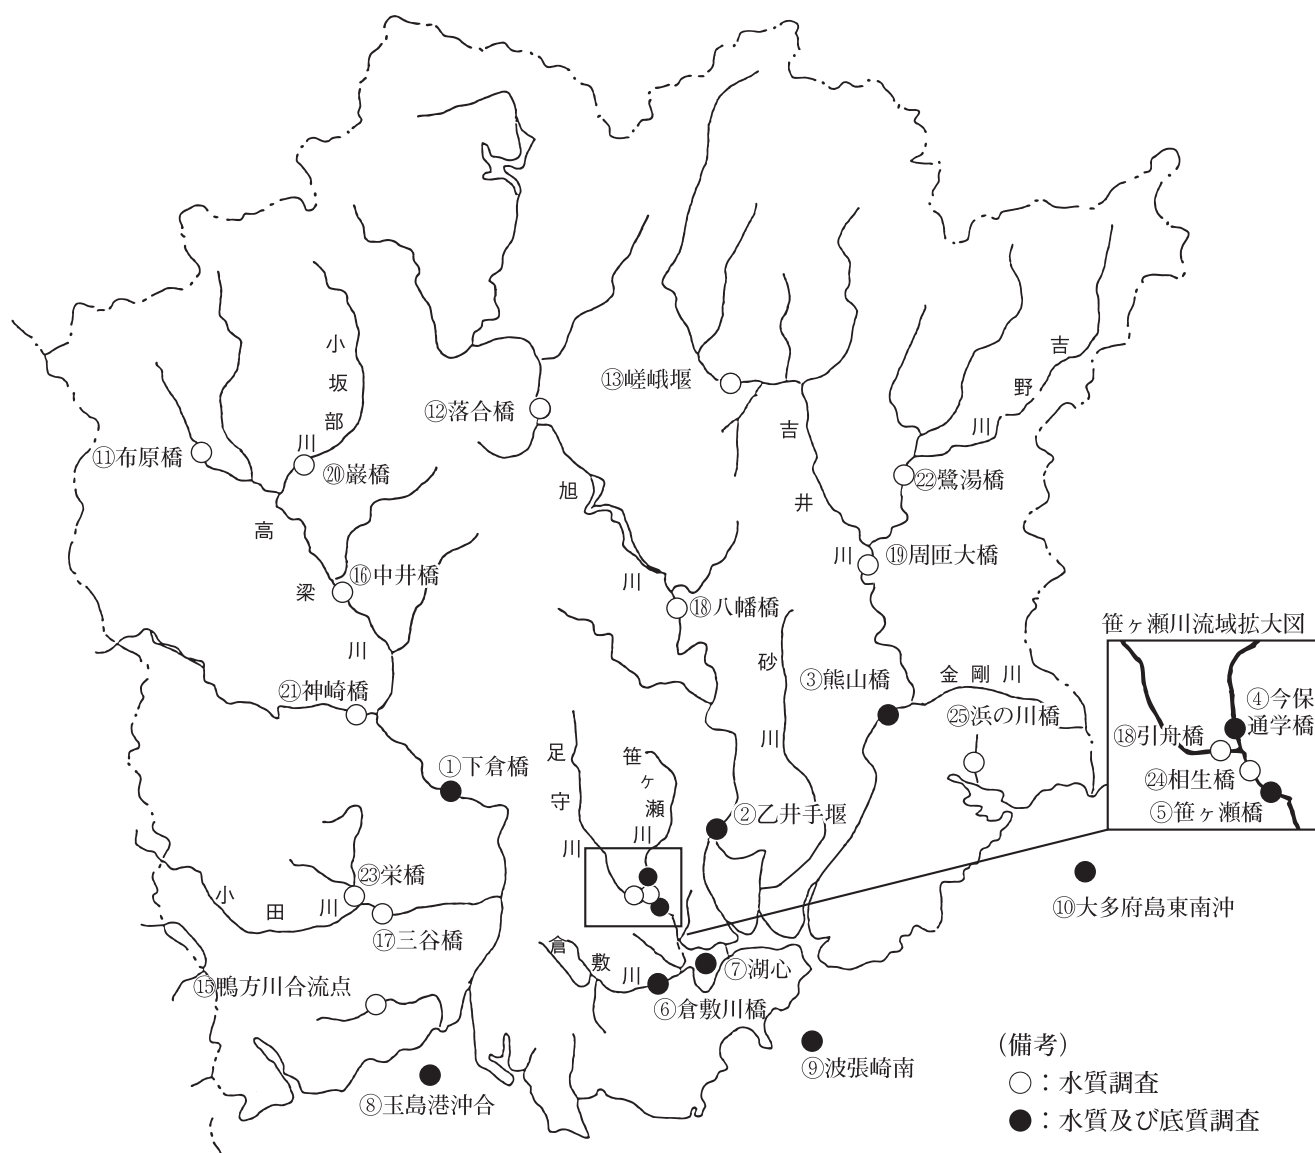 小坂部川
⑬嵯峨堰
吉野川
⑫落合橋
吉井川
⑪布原橋
⑳巌橋
㉒鷺湯橋
旭川
高梁川
⑯中井橋
⑲周匝大橋
⑱八幡橋
笹ヶ瀬川流域拡大図
砂川
③熊山橋
金剛川
㉑神崎橋
㉕浜の川橋
④今保
通学橋
⑱引舟橋
㉔相生橋
⑤笹ヶ瀬橋
足守川
笹ヶ瀬川
①下倉橋
②乙井手堰
㉓栄橋
小田川
⑩大多府島東南沖
⑰三谷橋
倉敷川
⑦湖心
⑮鴨方川合流点
⑥倉敷川橋
⑨波張崎南
⑧玉島港沖合
(備考)
○：水質調査
●：水質及び底質調査